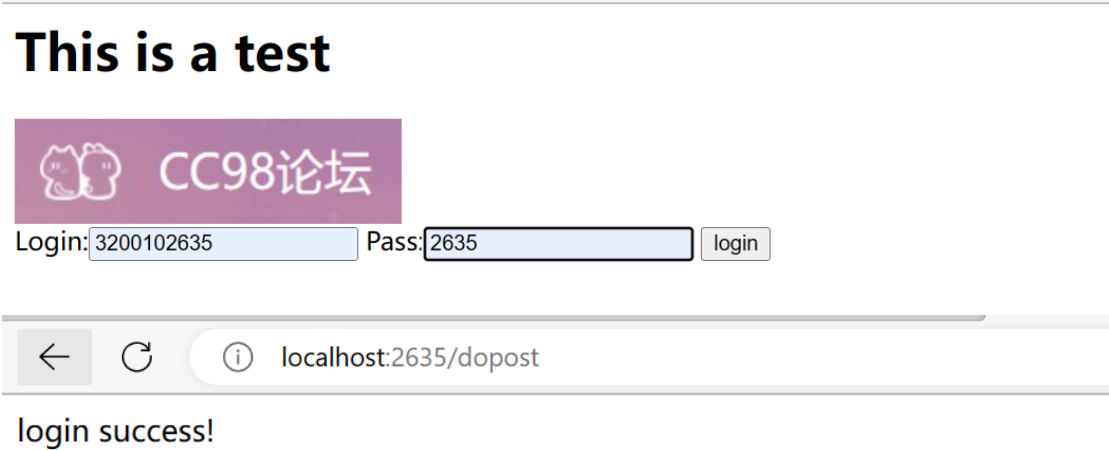 This is a test
CC98论坛
Login:3200102635 Pass:2635 login
localhost:2635/dopost
login success!